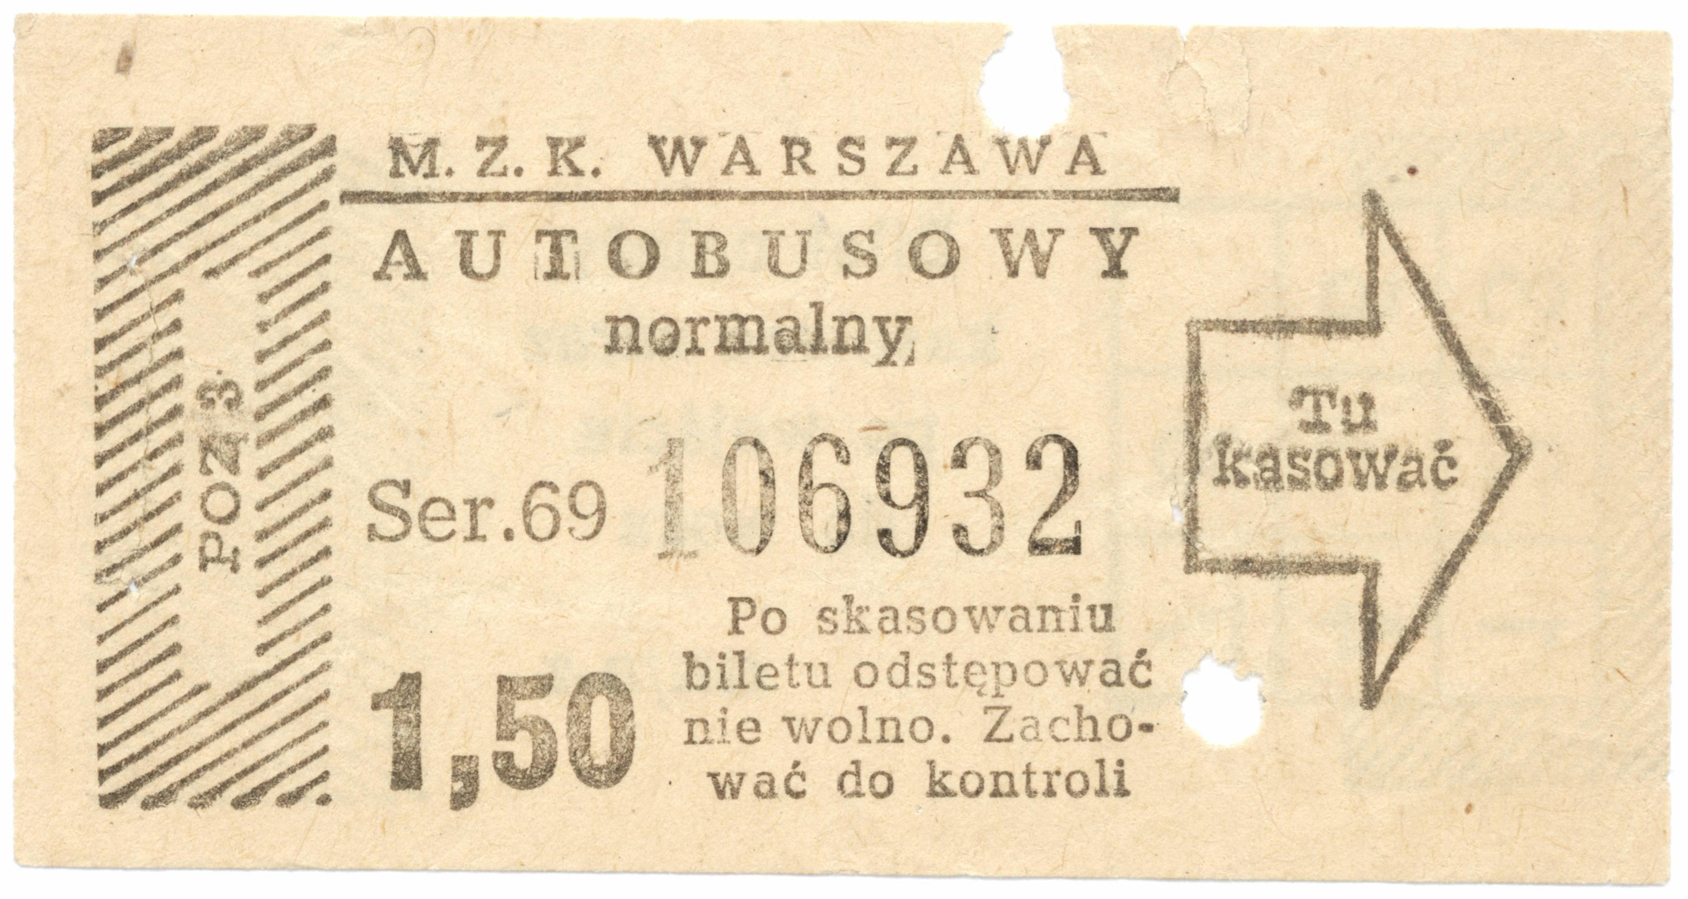 M. Z. K. WARSZAWA
AUTOBUSOWY
normalny
Ser.69 106932
1,50
Po skasowaniu
biletu odstępować
nie wolno. Zacho-
wać do kontroli
Tu
kasować
POZ 3